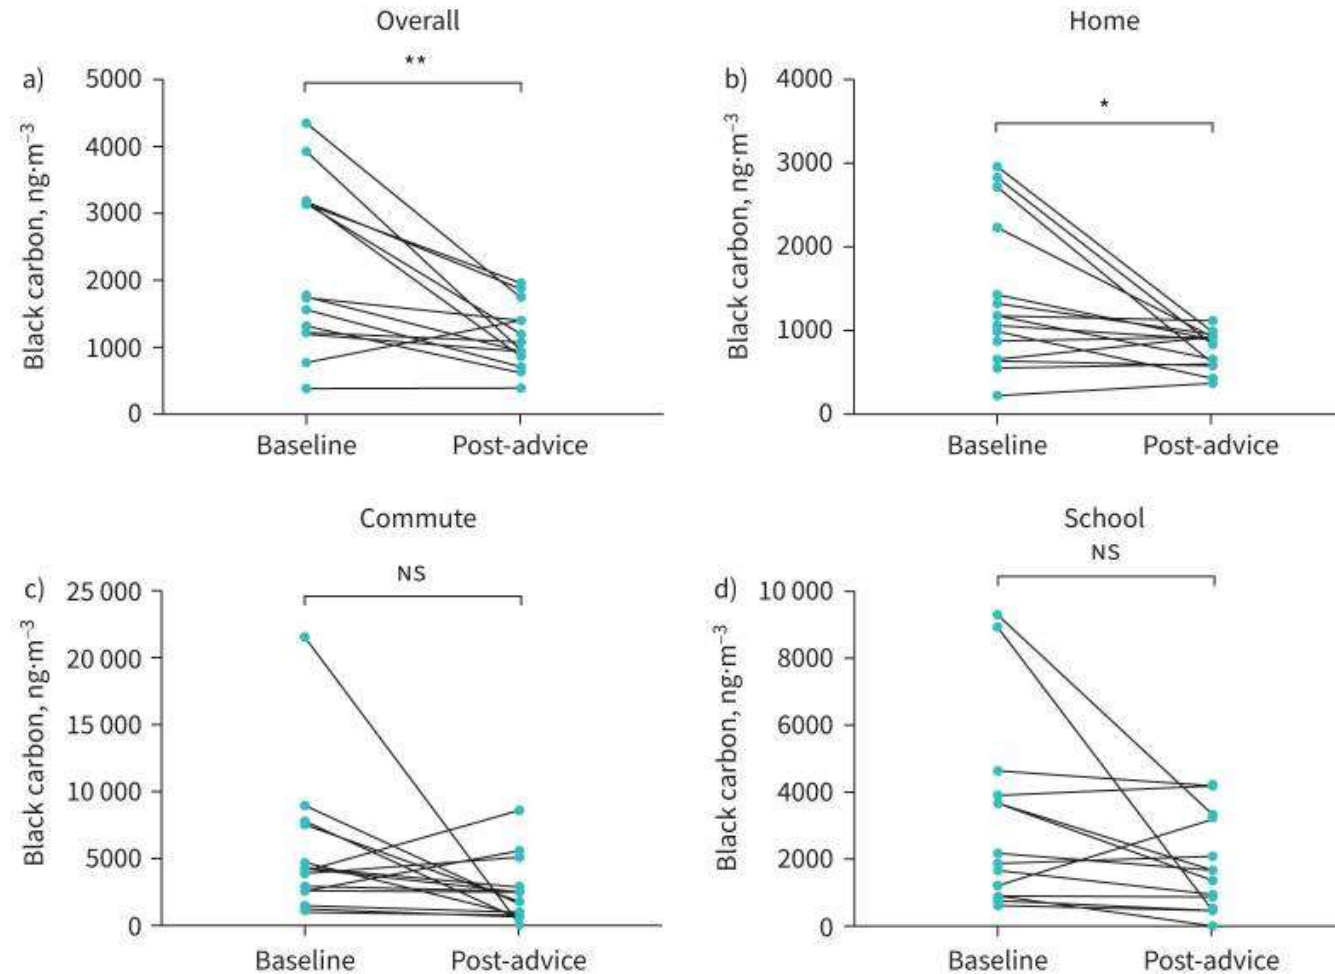 Overall
a)
**
Black carbon, ng·m⁻³
5000
4000
3000
2000
1000
0
Baseline Post-advice
Home
b)
*
Black carbon, ng·m⁻³
4000
3000
2000
1000
0
Baseline Post-advice
Commute
c)
NS
Black carbon, ng·m⁻³
25 000
20 000
15 000
10 000
5000
0
Baseline Post-advice
School
d)
NS
Black carbon, ng·m⁻³
10 000
8000
6000
4000
2000
0
Baseline Post-advice